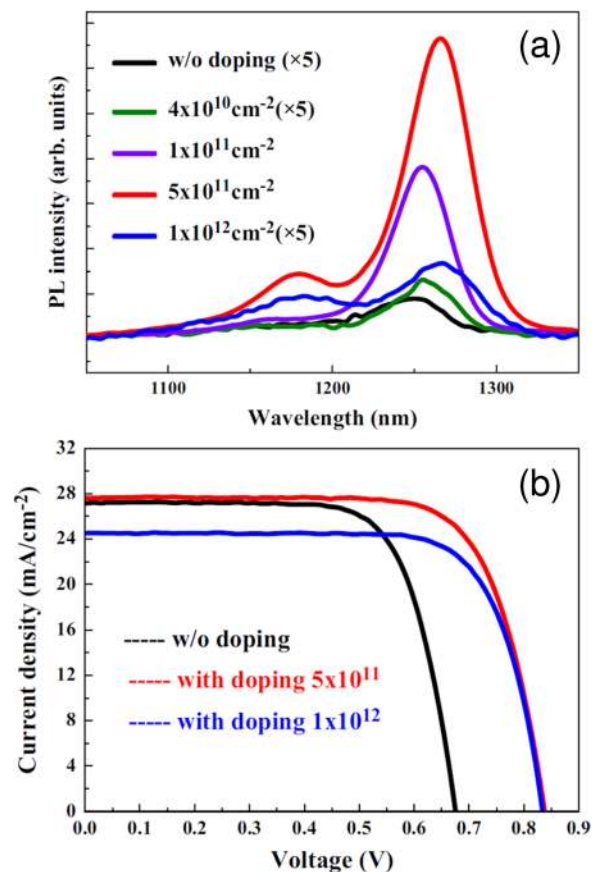 (a)
w/o doping (×5)
4x10¹⁰cm⁻²(×5)
1x10¹¹cm⁻²
5x10¹¹cm⁻²
1x10¹²cm⁻²(×5)
PL intensity (arb. units)
1100 1200 1300
Wavelength (nm)
(b)
32
28
24
20
16
12
8
4
0
Current density (mA/cm⁻²)
w/o doping
with doping 5x10¹¹
with doping 1x10¹²
0.0 0.1 0.2 0.3 0.4 0.5 0.6 0.7 0.8 0.9
Voltage (V)